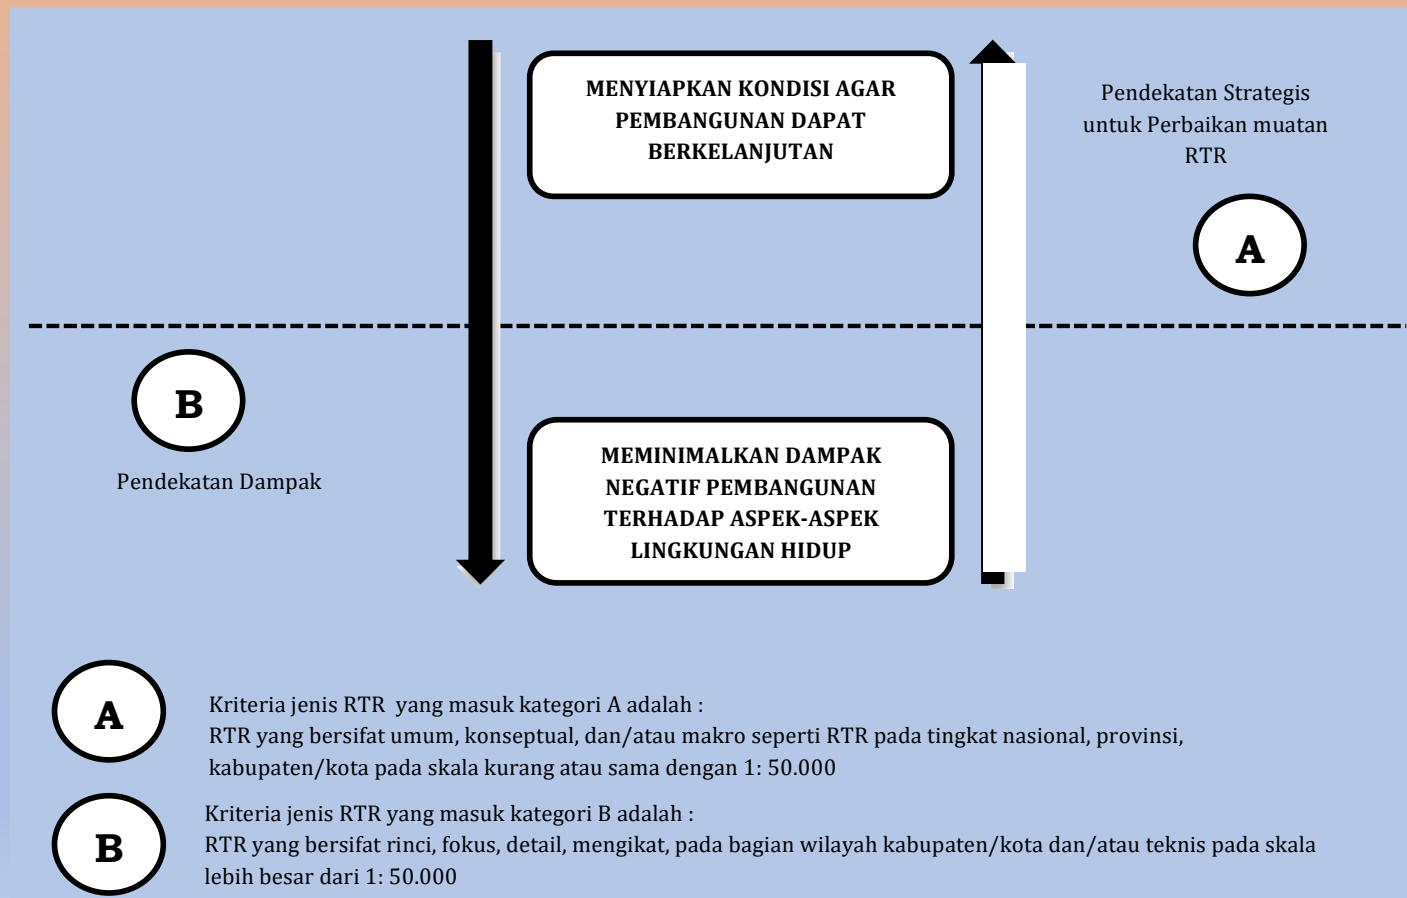 MENYIAPKAN KONDISI AGAR
PEMBANGUNAN DAPAT
BERKELANJUTAN
Pendekatan Strategis
untuk Perbaikan muatan
RTR
A
B
Pendekatan Dampak
MEMINIMALKAN DAMPAK
NEGATIF PEMBANGUNAN
TERHADAP ASPEK-ASPEK
LINGKUNGAN HIDUP
A
Kriteria jenis RTR  yang masuk kategori A adalah :
RTR yang bersifat umum, konseptual, dan/atau makro seperti RTR pada tingkat nasional, provinsi,
kabupaten/kota pada skala kurang atau sama dengan 1: 50.000
B
Kriteria jenis RTR yang masuk kategori B adalah :
RTR yang bersifat rinci, fokus, detail, mengikat, pada bagian wilayah kabupaten/kota dan/atau teknis pada skala
lebih besar dari 1: 50.000